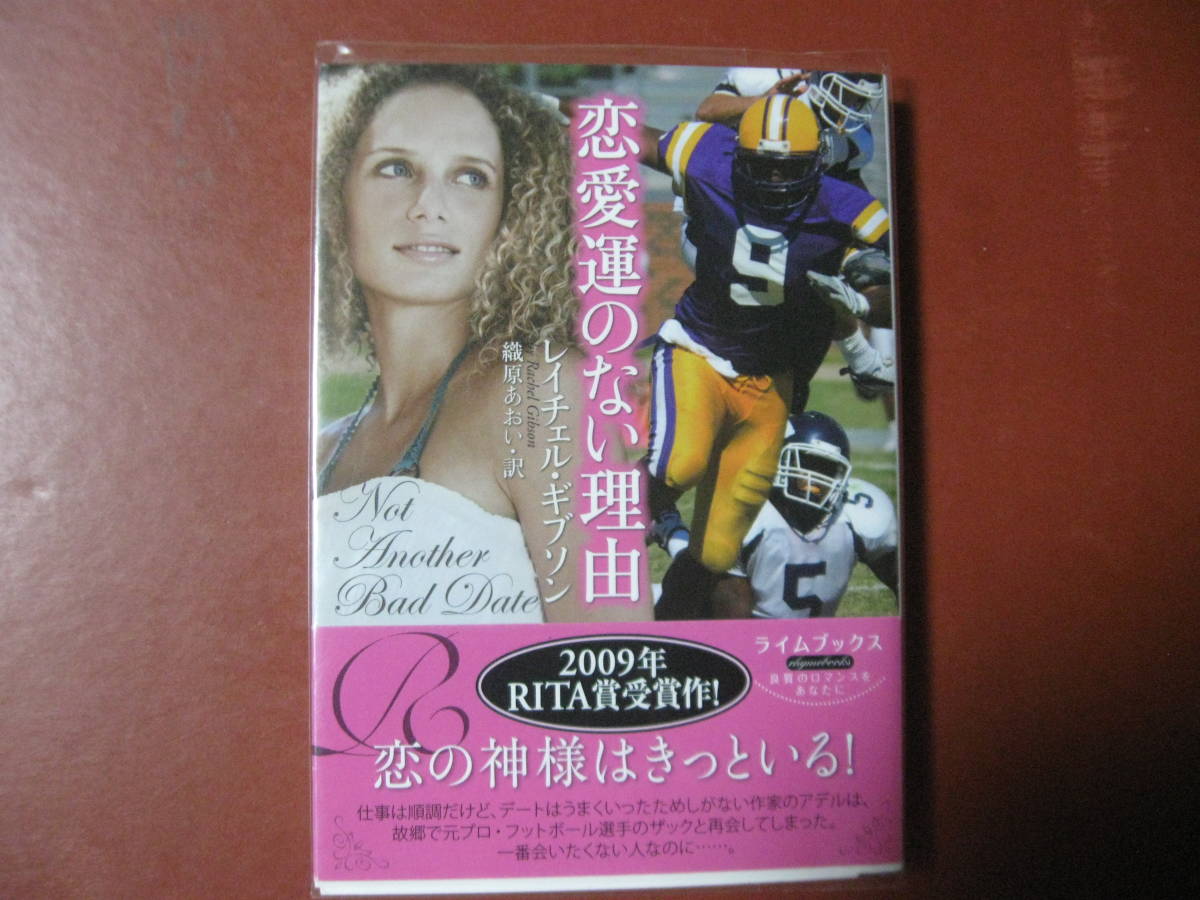 恋愛運のない理由
レイチェル・ギブソン
by Rachel Gibson
織原あおい・訳
Not
Another
Bad Date
9
5
5
2009年
RITA賞受賞作!
ライムブックス
rhymebooks
良質のロマンスを
あなたに
R
恋の神様はきっといる!
仕事は順調だけど、デートはうまくいったためしがない作家のアデルは、
故郷で元プロ・フットボール選手のザックと再会してしまった。
一番会いたくない人なのに……。